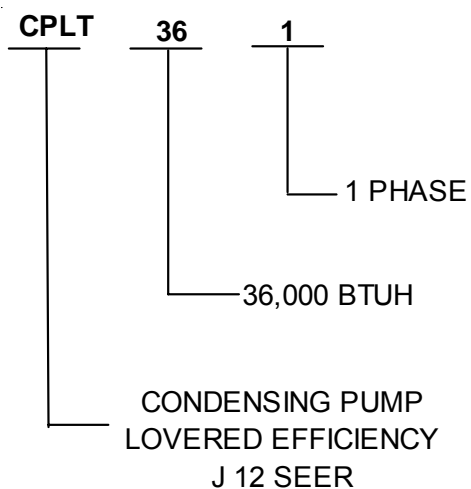 CPLT 36 1
1 PHASE
36,000 BTUH
CONDENSING PUMP
LOVERED EFFICIENCY
J 12 SEER